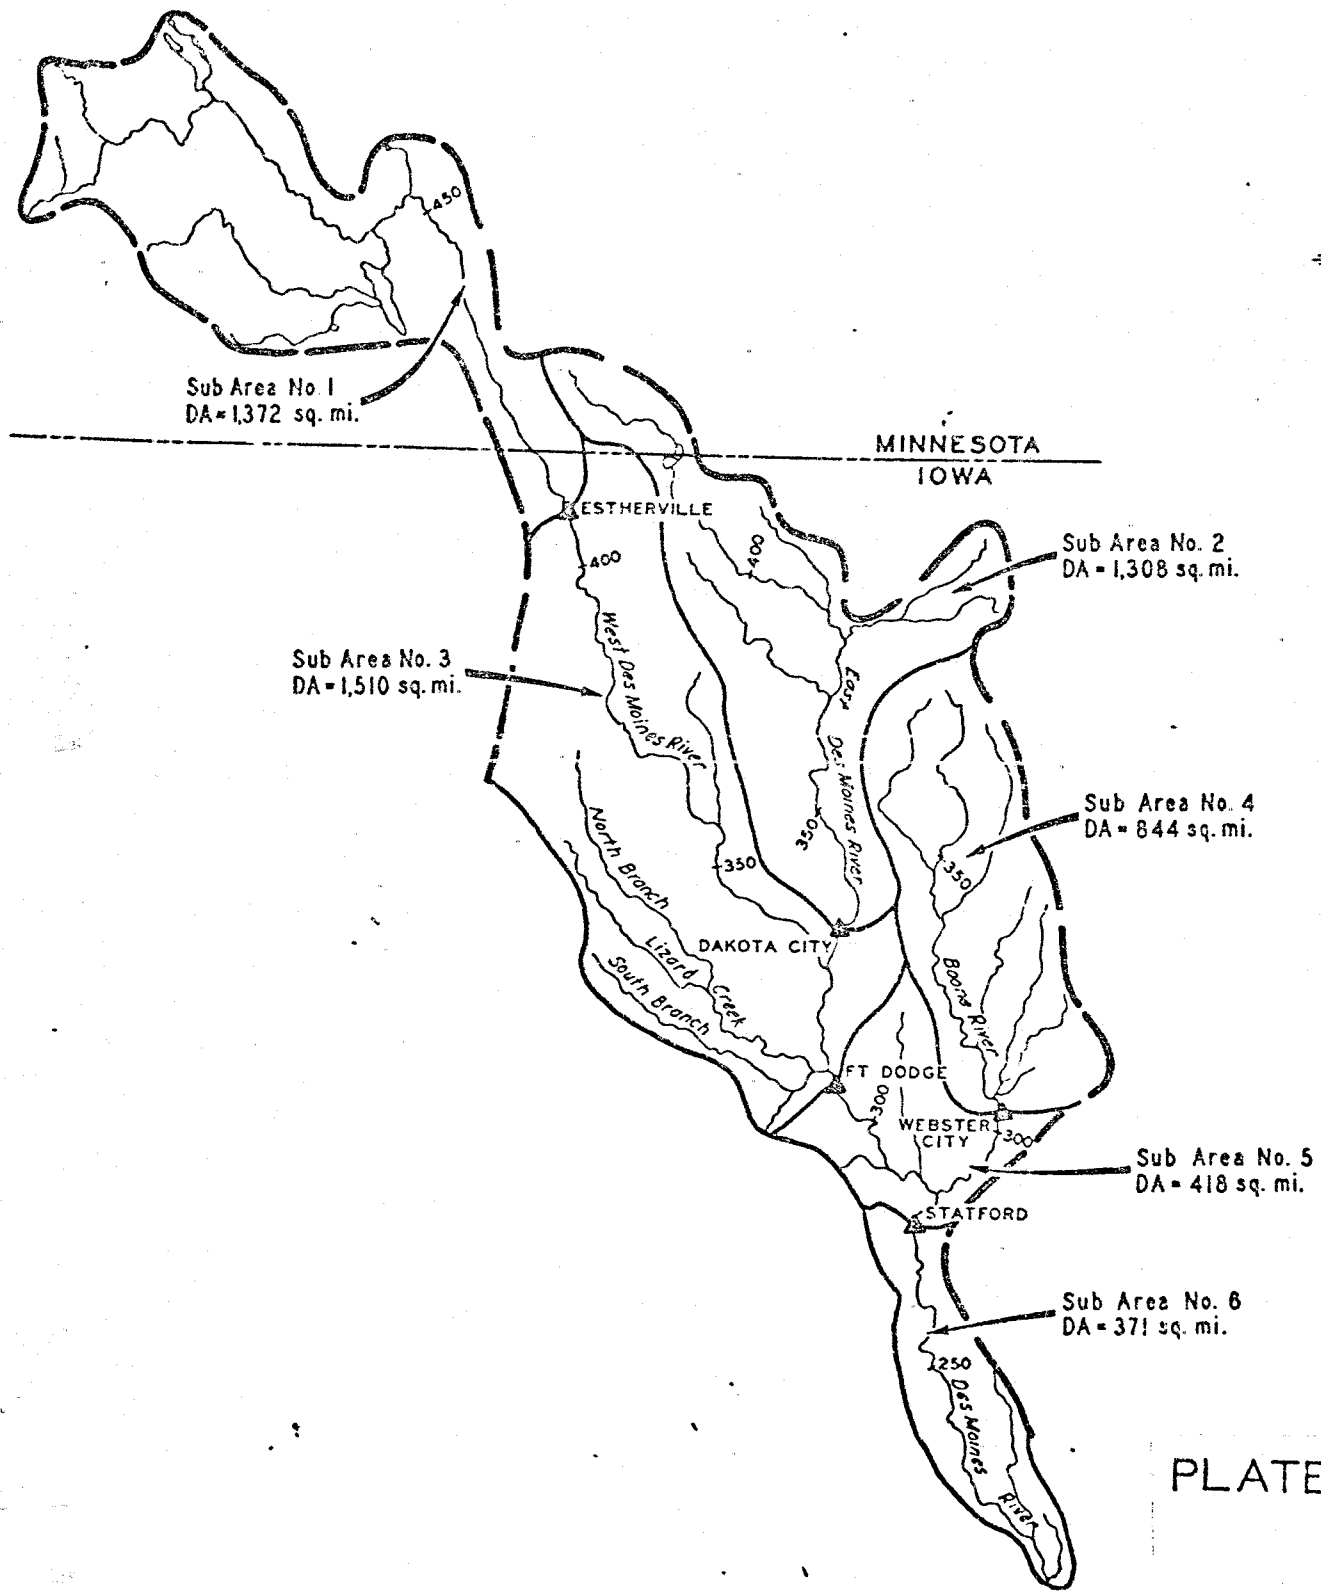 450
Sub Area No. 1
DA = 1,372 sq. mi.
MINNESOTA
IOWA
ESTHERVILLE
400
400
Sub Area No. 2
DA = 1,308 sq. mi.
West Des Moines River
Sub Area No. 3
DA = 1,510 sq. mi.
East Des Moines River
Sub Area No. 4
DA = 844 sq. mi.
350
350
350
North Branch
Lizard Creek
South Branch
DAKOTA CITY
Boone River
FT DODGE
300
WEBSTER
CITY
300
Sub Area No. 5
DA = 418 sq. mi.
STATFORD
Sub Area No. 6
DA = 371 sq. mi.
250
Des Moines River
PLATE